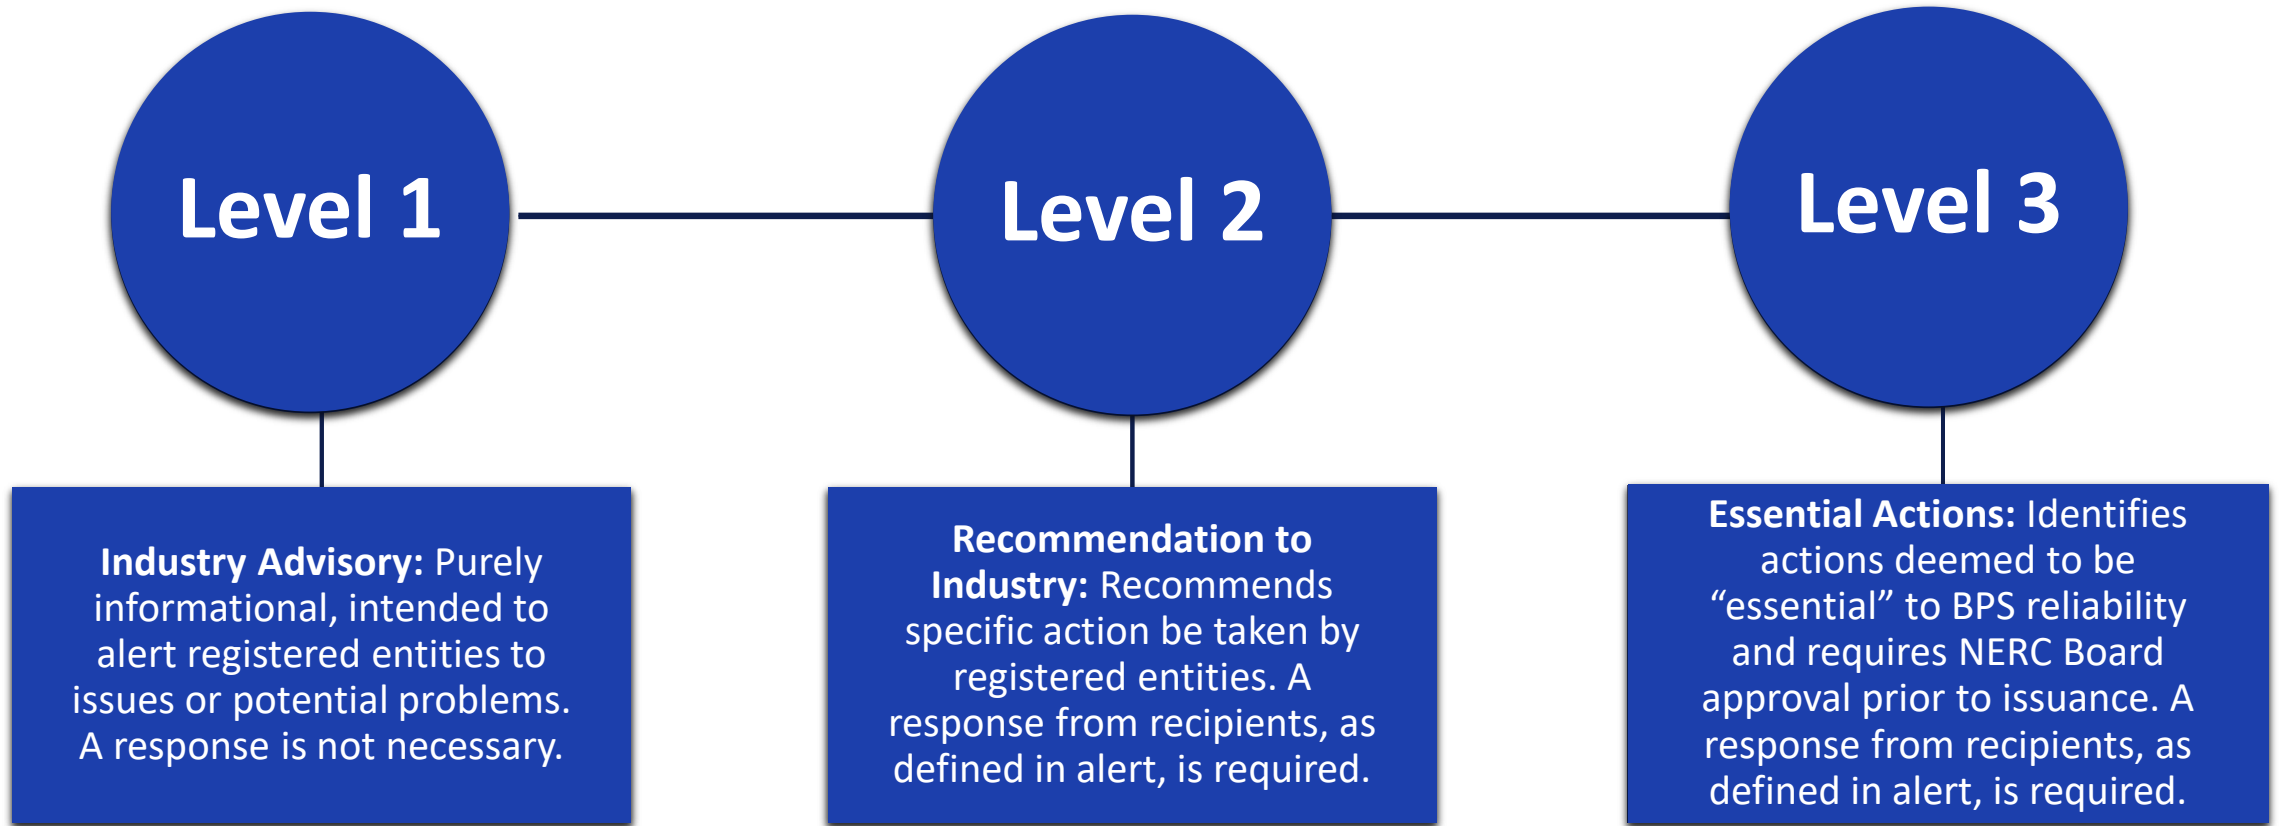 Level 1
Level 2
Level 3
Industry Advisory: Purely
informational, intended to
alert registered entities to
issues or potential problems.
A response is not necessary.
Recommendation to
Industry: Recommends
specific action be taken by
registered entities. A
response from recipients, as
defined in alert, is required.
Essential Actions: Identifies
actions deemed to be
“essential” to BPS reliability
and requires NERC Board
approval prior to issuance. A
response from recipients, as
defined in alert, is required.